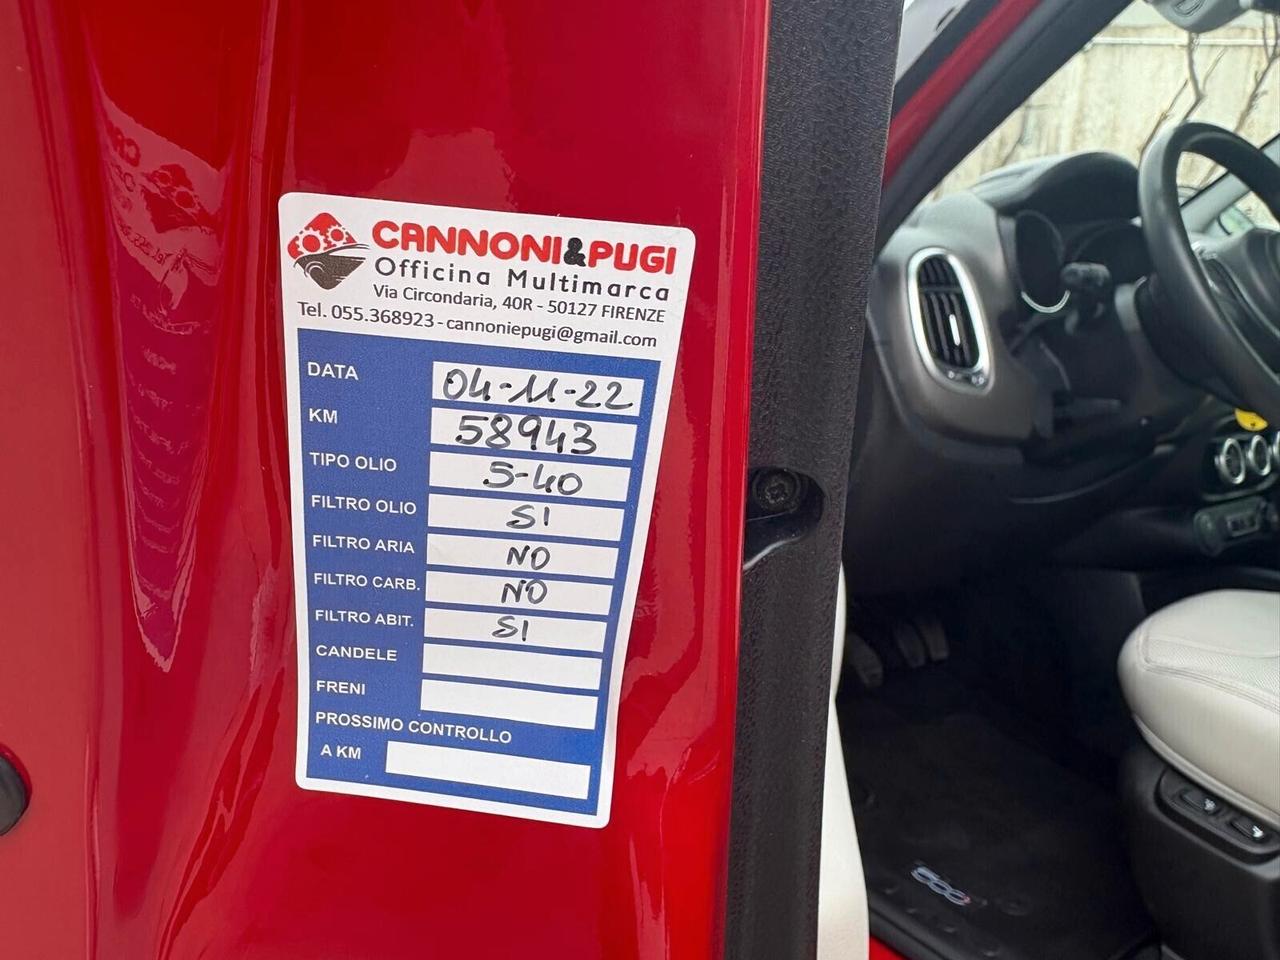 CANNONI&PUGI
Officina Multimarca
Via Circondaria, 40R - 50127 FIRENZE
Tel. 055.368923 - cannoniepugi@gmail.com
DATA 04-11-22
KM 58943
TIPO OLIO 5-40
FILTRO OLIO SI
FILTRO ARIA NO
FILTRO CARB. NO
FILTRO ABIT. SI
CANDELE
FRENI
PROSSIMO CONTROLLO
A KM
500